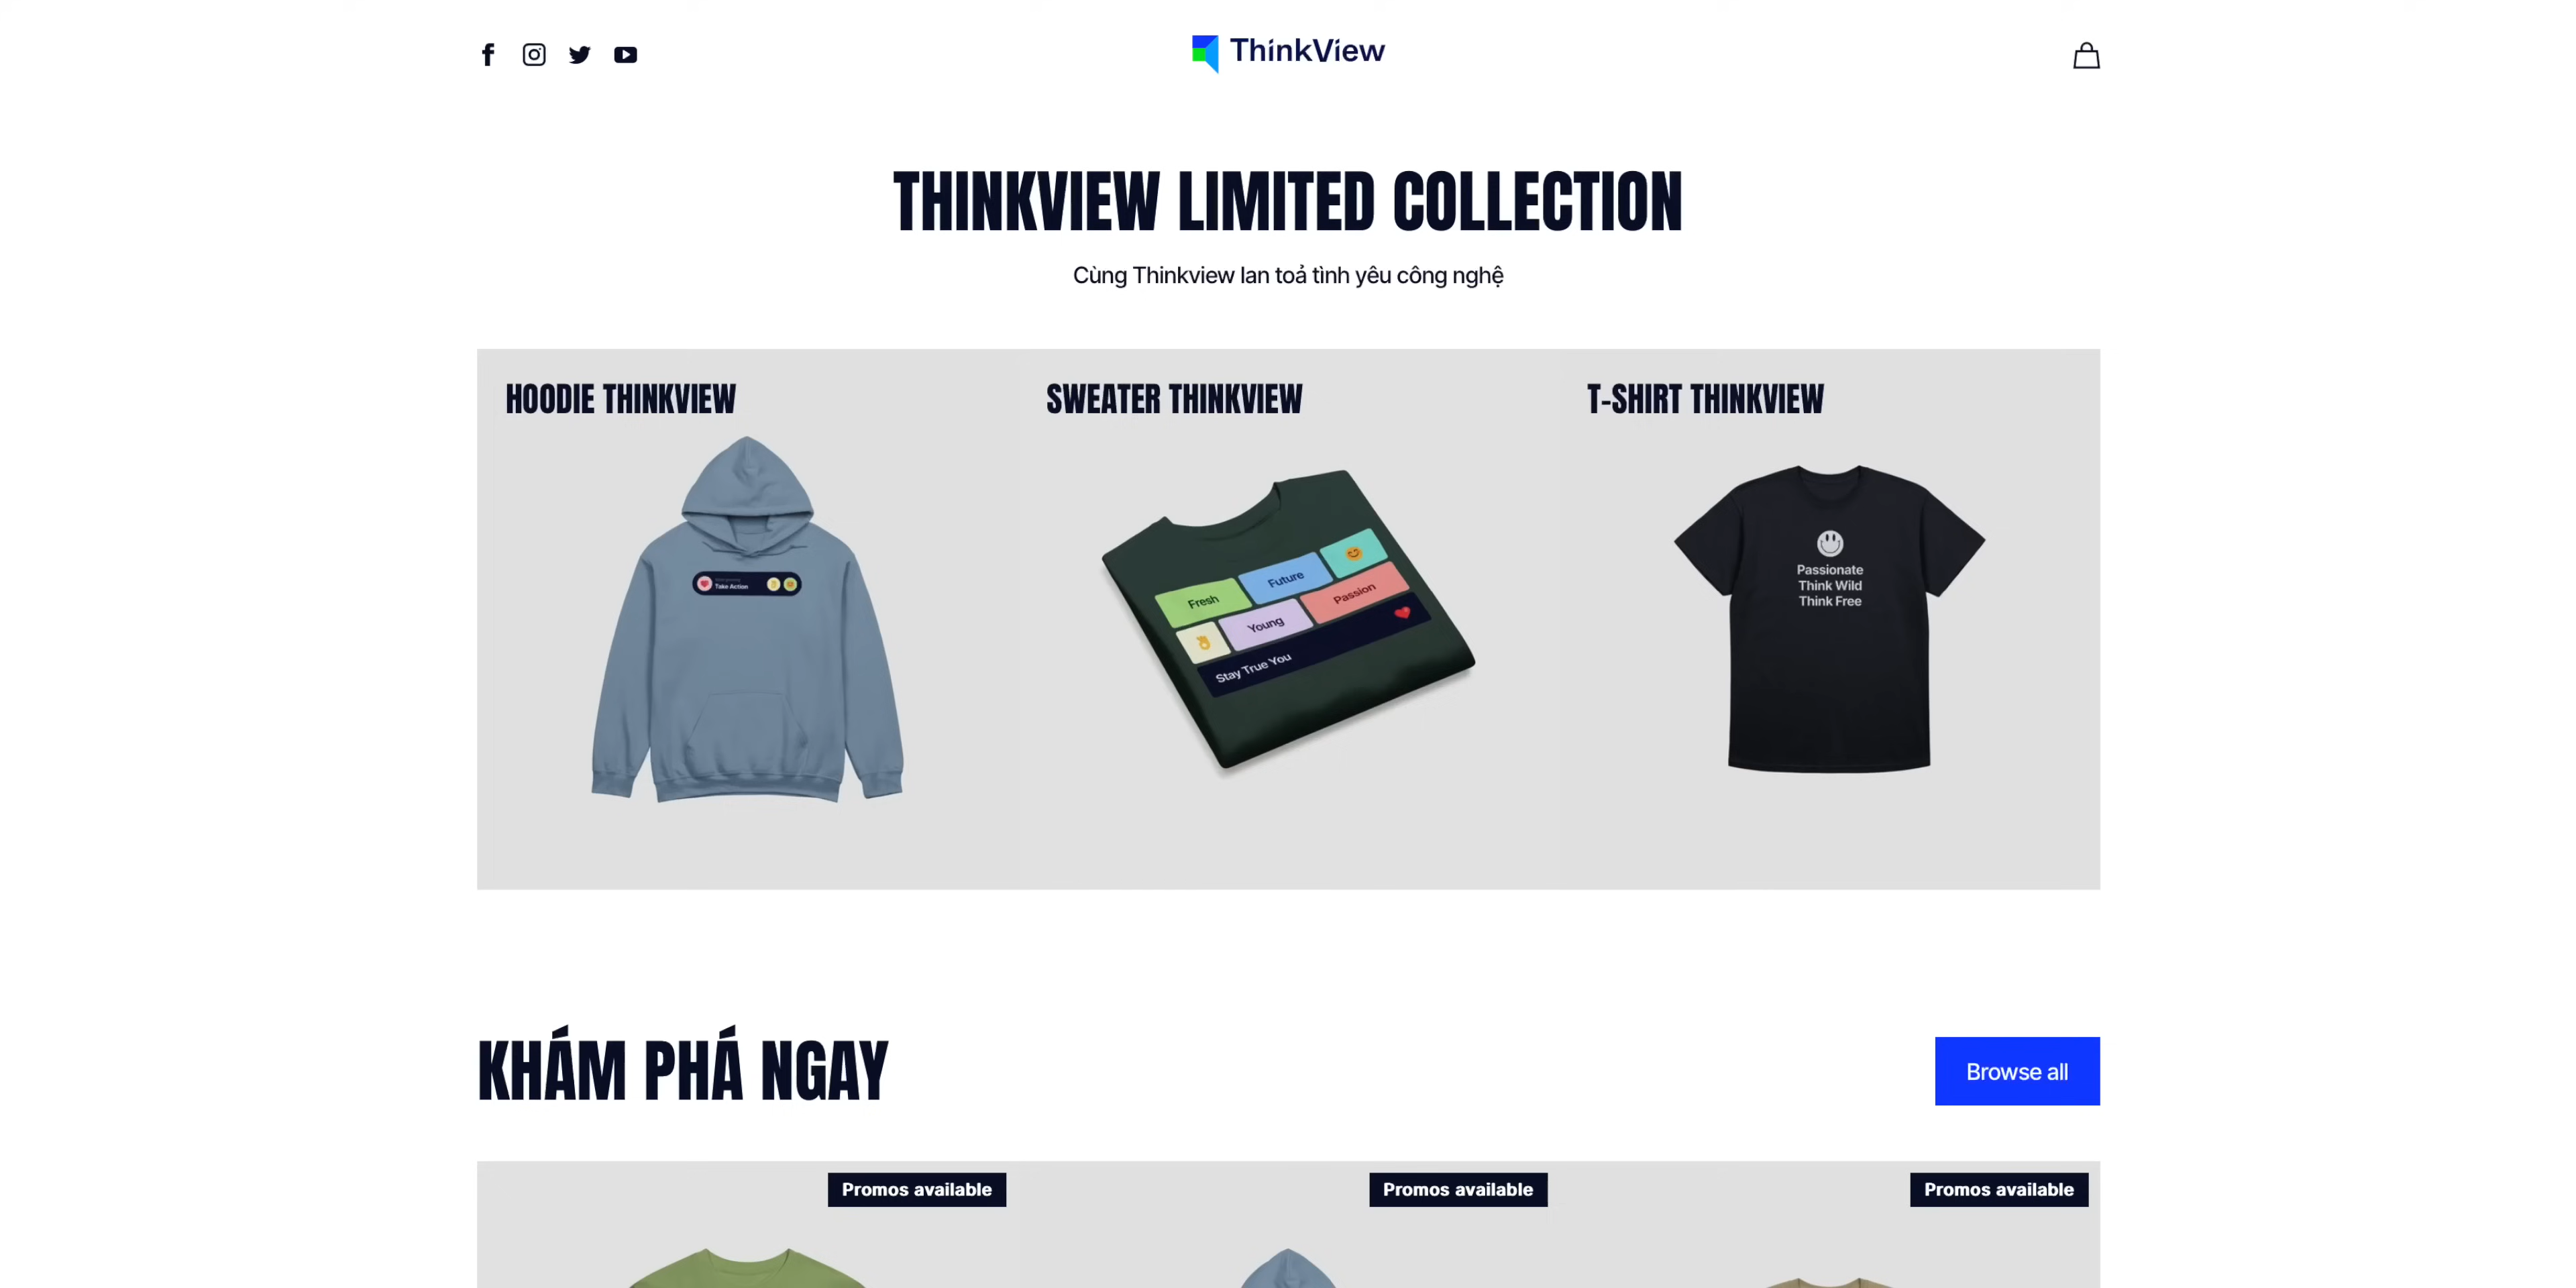 ThinkView
THINKVIEW LIMITED COLLECTION
Cùng Thinkview lan toả tình yêu công nghệ
HOODIE THINKVIEW
SWEATER THINKVIEW
T-SHIRT THINKVIEW
Take Action
Fresh
Future
Young
Passion
Stay True You
Passionate
Think Wild
Think Free
KHÁM PHÁ NGAY
Browse all
Promos available
Promos available
Promos available